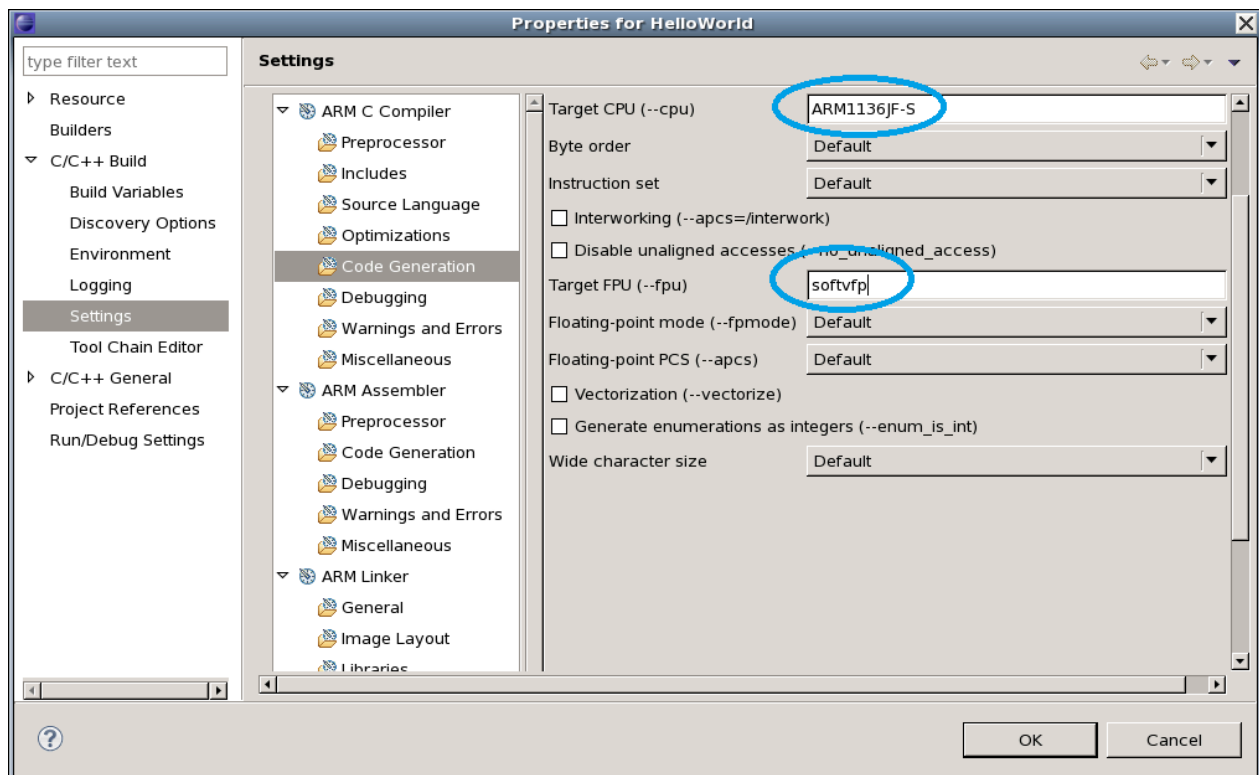 Properties for HelloWorld
type filter text
Resource
Builders
C/C++ Build
Build Variables
Discovery Options
Environment
Logging
Settings
Tool Chain Editor
C/C++ General
Project References
Run/Debug Settings
Settings
ARM C Compiler
Preprocessor
Includes
Source Language
Optimizations
Code Generation
Debugging
Warnings and Errors
Miscellaneous
ARM Assembler
Preprocessor
Code Generation
Debugging
Warnings and Errors
Miscellaneous
ARM Linker
General
Image Layout
Libraries
Target CPU (--cpu) ARM1136JF-S
Byte order Default
Instruction set Default
Interworking (--apcs=/interwork)
Disable unaligned accesses (--no_unaligned_access)
Target FPU (--fpu) softvfp
Floating-point mode (--fpmode) Default
Floating-point PCS (--apcs) Default
Vectorization (--vectorize)
Generate enumerations as integers (--enum_is_int)
Wide character size Default
?
OK
Cancel